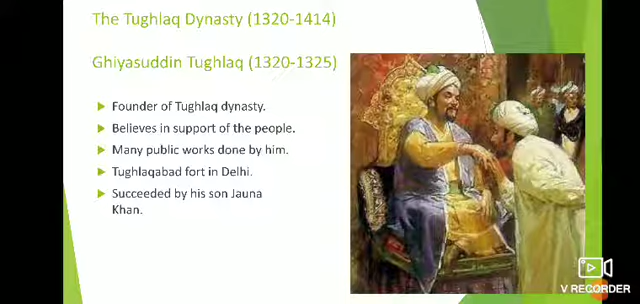 The Tughlaq Dynasty (1320-1414)
Ghiyasuddin Tughlaq (1320-1325)
Founder of Tughlaq dynasty.
Believes in support of the people.
Many public works done by him.
Tughlaqabad fort in Delhi.
Succeeded by his son Jauna
Khan.
V RECORDER